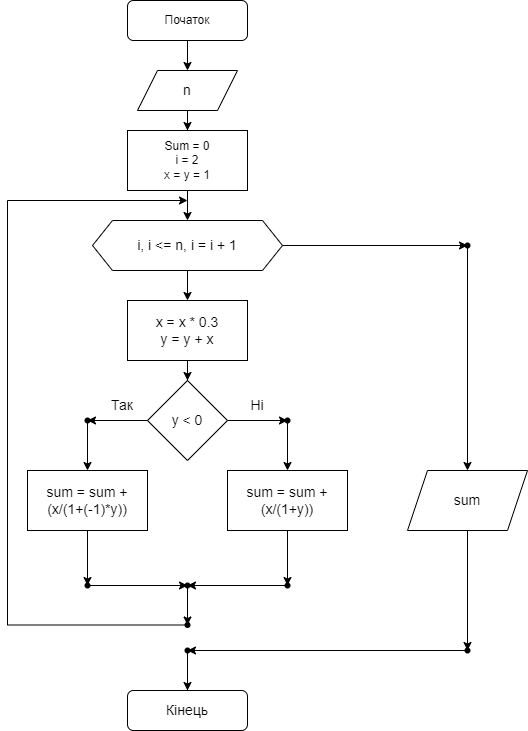 Початок
n
Sum = 0
i = 2
x = y = 1
i, i <= n, i = i + 1
x = x * 0.3
y = y + x
Так
Ні
y < 0
sum = sum +
(x/(1+(-1)*y))
sum = sum +
(x/(1+y))
sum
Кінець